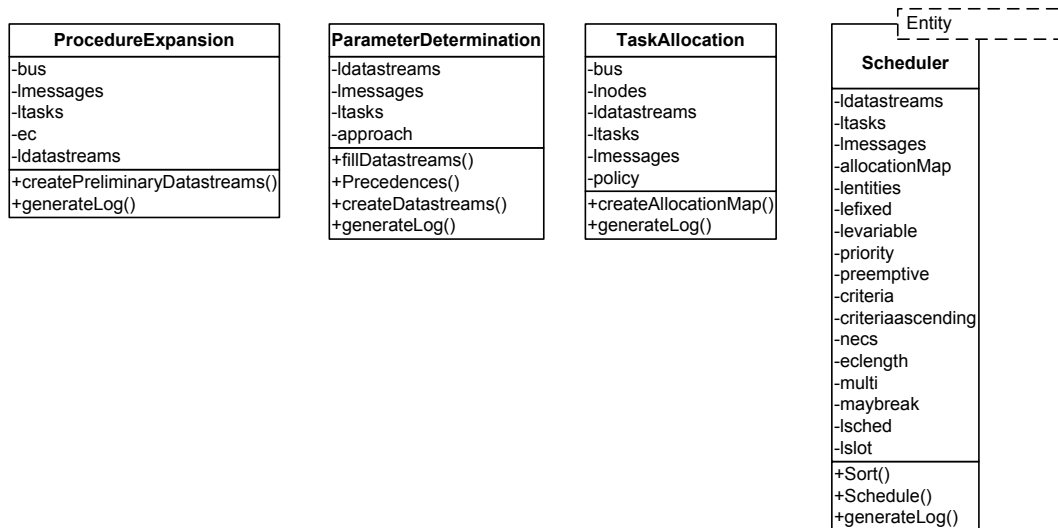 ProcedureExpansion
-bus
-lmessages
-ltasks
-ec
-ldatastreams
+createPreliminaryDatastreams()
+generateLog()
ParameterDetermination
-ldatastreams
-lmessages
-ltasks
-approach
+fillDatastreams()
+Precedences()
+createDatastreams()
+generateLog()
TaskAllocation
-bus
-lnodes
-ldatastreams
-ltasks
-lmessages
-policy
+createAllocationMap()
+generateLog()
Entity
Scheduler
-ldatastreams
-ltasks
-lmessages
-allocationMap
-lentities
-lefixed
-levariable
-priority
-preemptive
-criteria
-criteriaascending
-necs
-eclength
-multi
-maybreak
-lsched
-lslot
+Sort()
+Schedule()
+generateLog()